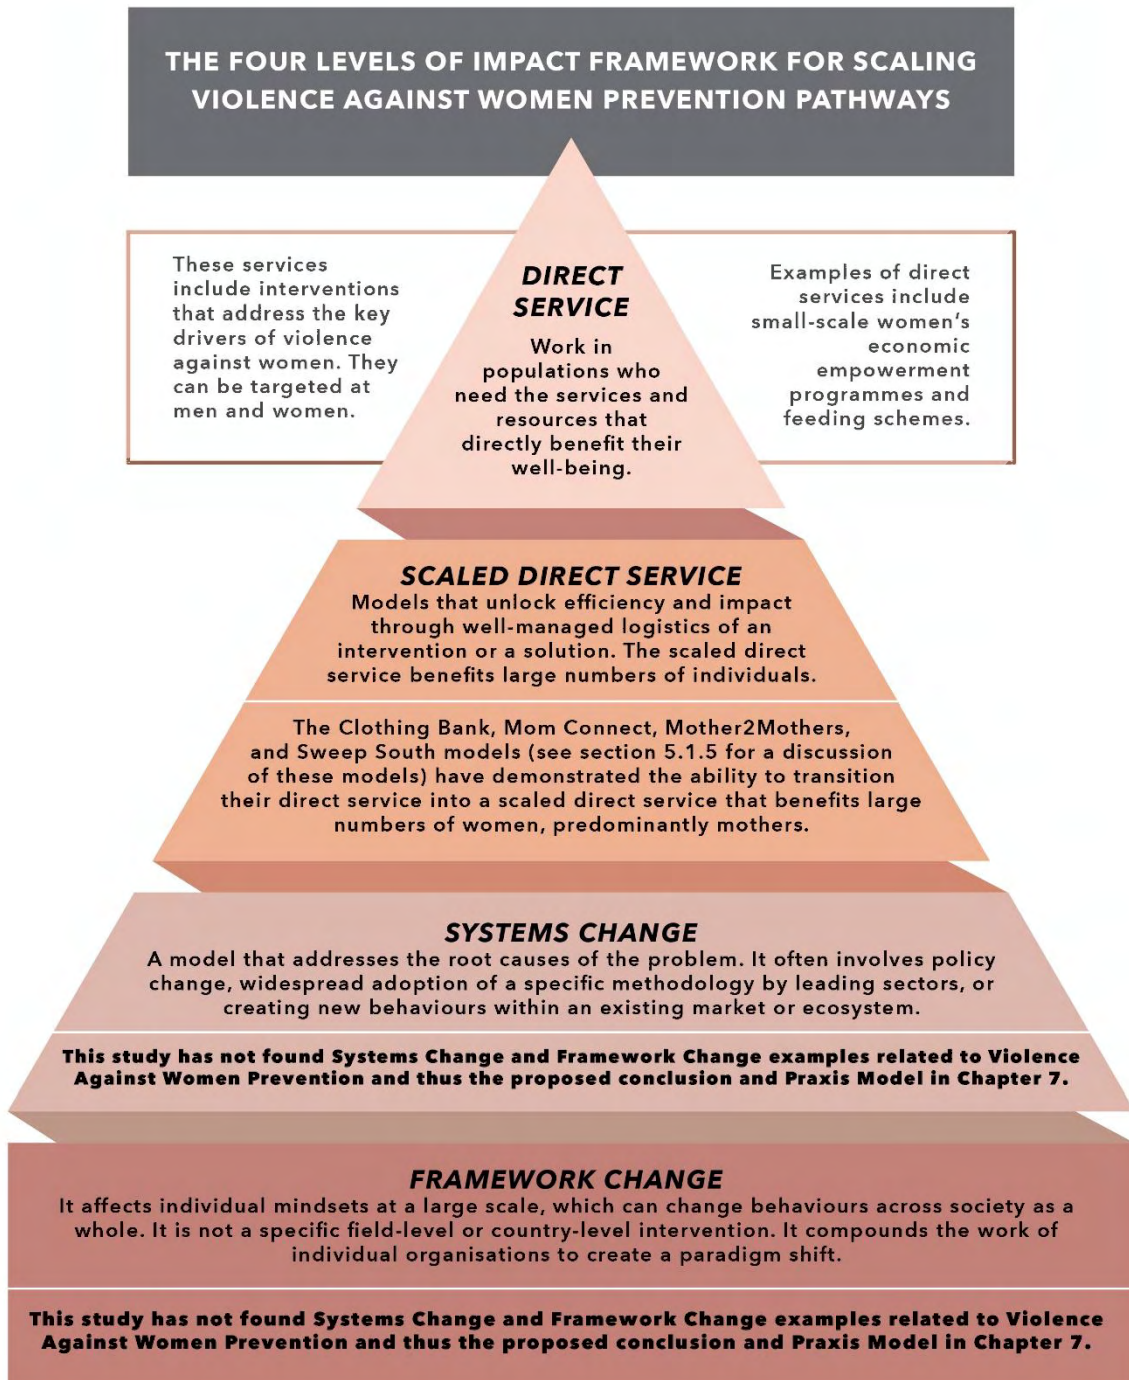 THE FOUR LEVELS OF IMPACT FRAMEWORK FOR SCALING
VIOLENCE AGAINST WOMEN PREVENTION PATHWAYS
These services
include interventions
that address the key
drivers of violence
against women. They
can be targeted at
men and women.
DIRECT
SERVICE
Work in
populations who
need the services and
resources that
directly benefit their
well-being.
Examples of direct
services include
small-scale women's
economic
empowerment
programmes and
feeding schemes.
SCALED DIRECT SERVICE
Models that unlock efficiency and impact
through well-managed logistics of an
intervention or a solution. The scaled direct
service benefits large numbers of individuals.
The Clothing Bank, Mom Connect, Mother2Mothers,
and Sweep South models (see section 5.1.5 for a discussion
of these models) have demonstrated the ability to transition
their direct service into a scaled direct service that benefits large
numbers of women, predominantly mothers.
SYSTEMS CHANGE
A model that addresses the root causes of the problem. It often involves policy
change, widespread adoption of a specific methodology by leading sectors, or
creating new behaviours within an existing market or ecosystem.
This study has not found Systems Change and Framework Change examples related to Violence
Against Women Prevention and thus the proposed conclusion and Praxis Model in Chapter 7.
FRAMEWORK CHANGE
It affects individual mindsets at a large scale, which can change behaviours across society as a
whole. It is not a specific field-level or country-level intervention. It compounds the work of
individual organisations to create a paradigm shift.
This study has not found Systems Change and Framework Change examples related to Violence
Against Women Prevention and thus the proposed conclusion and Praxis Model in Chapter 7.